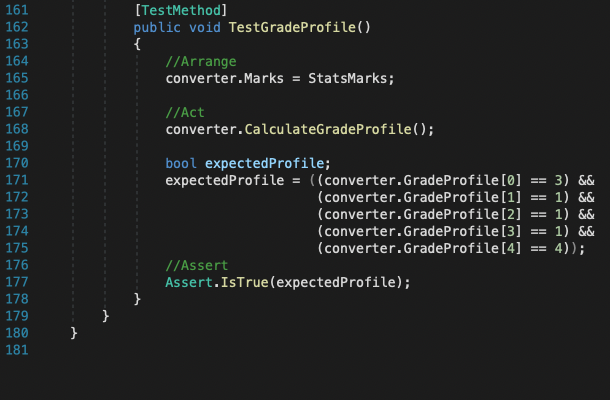 161 [TestMethod]
162 public void TestGradeProfile()
163 {
164 //Arrange
165 converter.Marks = StatsMarks;
166
167 //Act
168 converter.CalculateGradeProfile();
169
170 bool expectedProfile;
171 expectedProfile = ((converter.GradeProfile[0] == 3) &&
172 (converter.GradeProfile[1] == 1) &&
173 (converter.GradeProfile[2] == 1) &&
174 (converter.GradeProfile[3] == 1) &&
175 (converter.GradeProfile[4] == 4));
176 //Assert
177 Assert.IsTrue(expectedProfile);
178 }
179 }
180 }
181